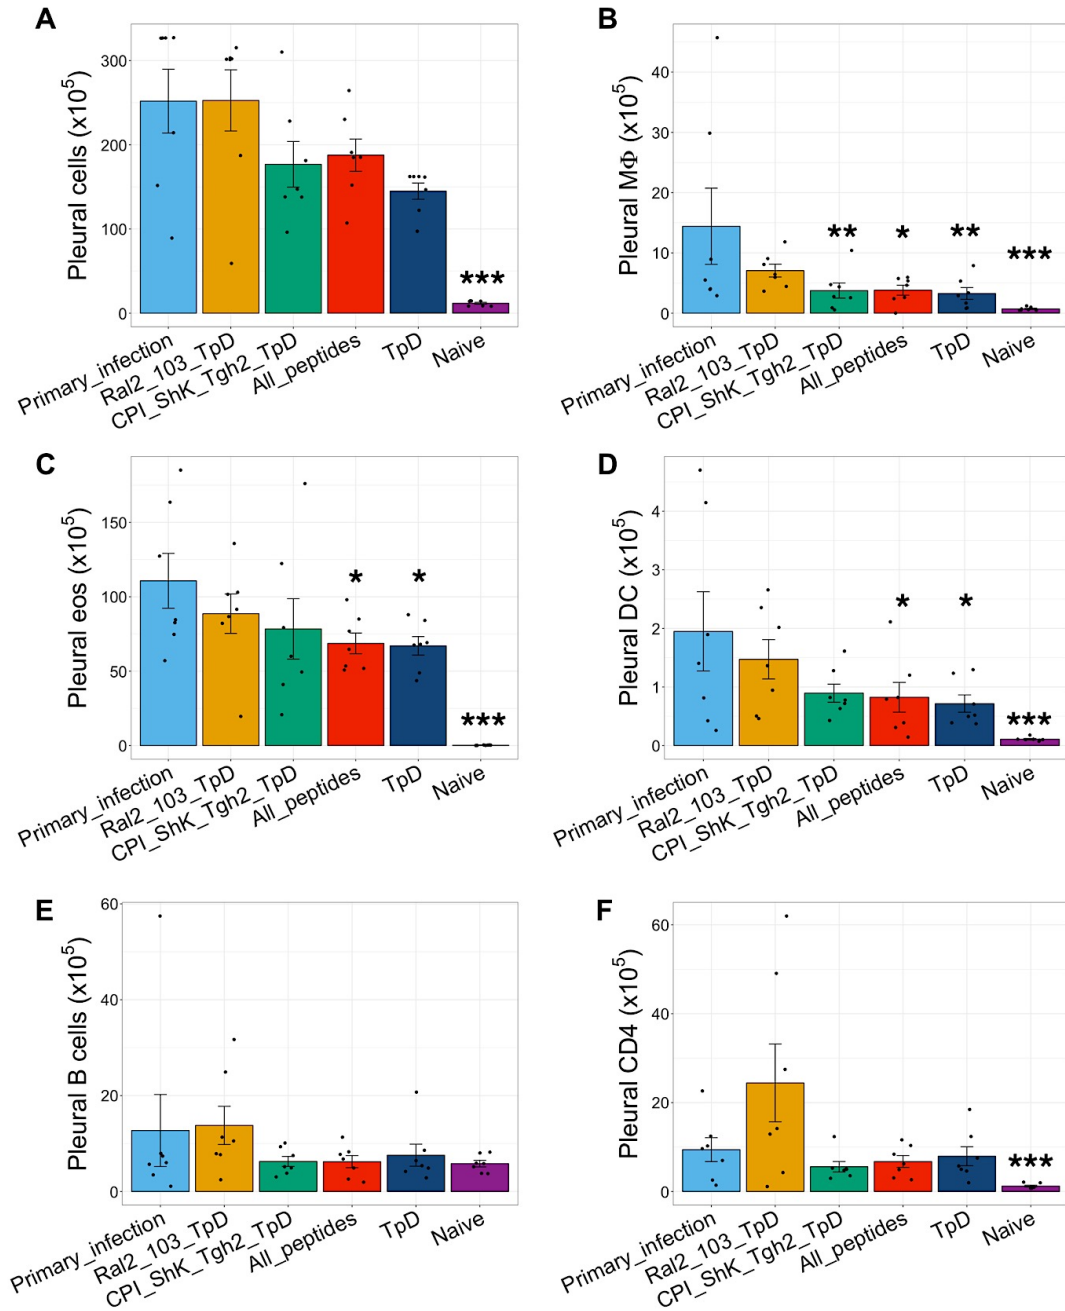 A
Pleural cells (x10⁵)
300
200
100
0
***
Primary_infection
Ral2_103_TpD
CPI_ShK_Tgh2_TpD
All_peptides
TpD
Naive
B
Pleural MΦ (x10⁵)
40
30
20
10
0
**
*
**
***
Primary_infection
Ral2_103_TpD
CPI_ShK_Tgh2_TpD
All_peptides
TpD
Naive
C
Pleural eos (x10⁵)
150
100
50
0
*
*
***
Primary_infection
Ral2_103_TpD
CPI_ShK_Tgh2_TpD
All_peptides
TpD
Naive
D
Pleural DC (x10⁵)
4
3
2
1
0
*
*
***
Primary_infection
Ral2_103_TpD
CPI_ShK_Tgh2_TpD
All_peptides
TpD
Naive
E
Pleural B cells (x10⁵)
60
40
20
0
Primary_infection
Ral2_103_TpD
CPI_ShK_Tgh2_TpD
All_peptides
TpD
Naive
F
Pleural CD4 (x10⁵)
60
40
20
0
***
Primary_infection
Ral2_103_TpD
CPI_ShK_Tgh2_TpD
All_peptides
TpD
Naive